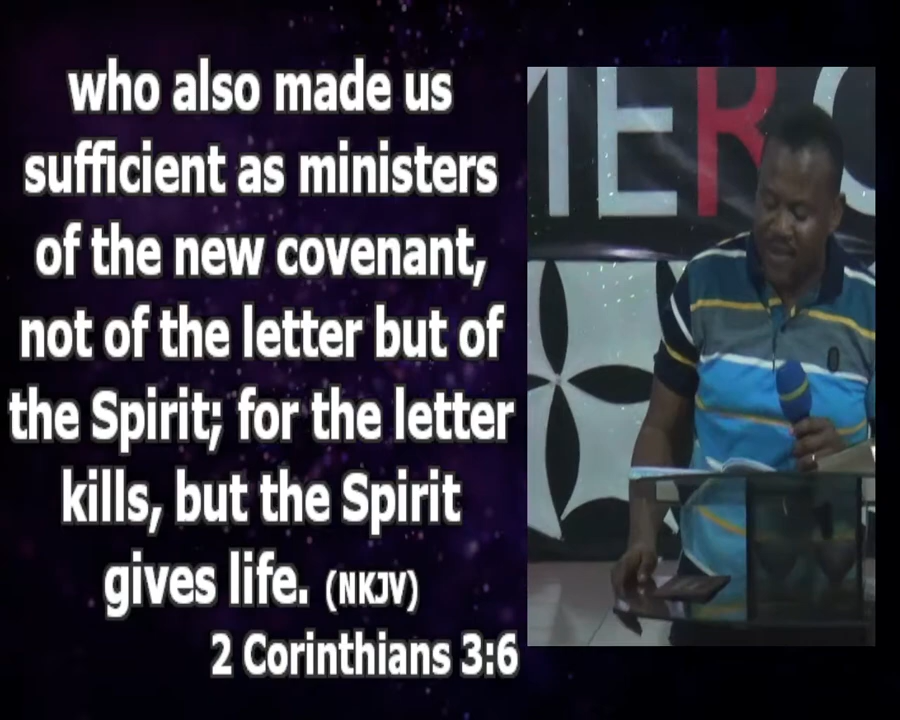 who also made us
sufficient as ministers
of the new covenant,
not of the letter but of
the Spirit; for the letter
kills, but the Spirit
gives life. (NKJV)
2 Corinthians 3:6